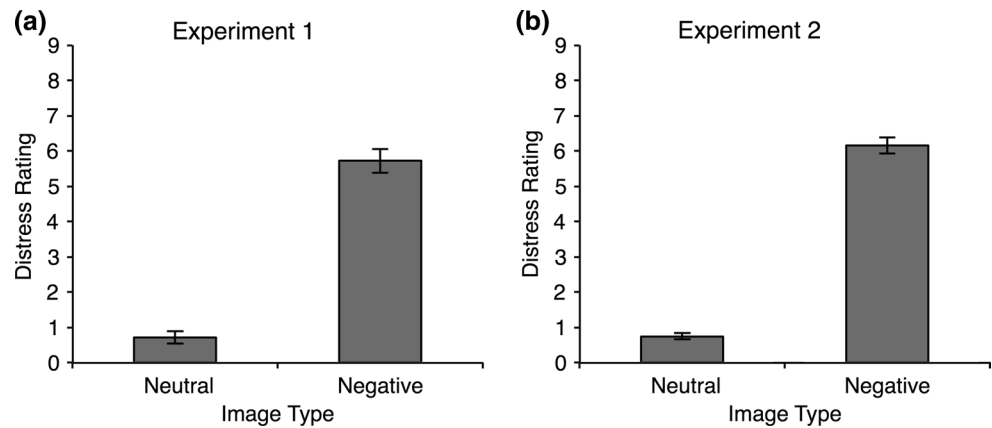 (a)
Experiment 1
9
8
7
6
5
4
3
2
1
0
Distress Rating
Neutral Negative
Image Type
(b)
Experiment 2
9
8
7
6
5
4
3
2
1
0
Distress Rating
Neutral Negative
Image Type